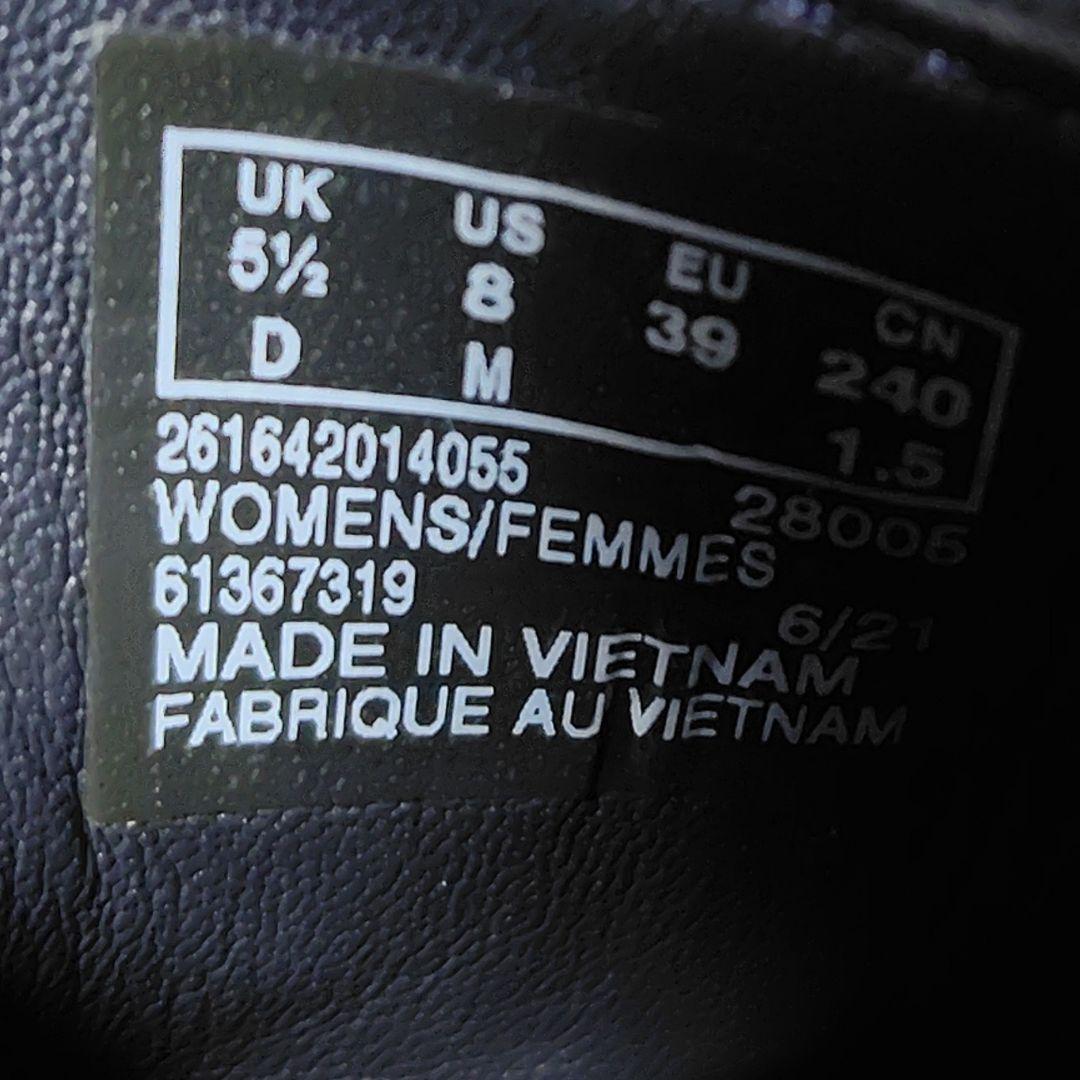 UK US EU CN
5½ 8 39 240
D M 1.5
261642014055 28005
WOMENS/FEMMES
61367319 6/21
MADE IN VIETNAM
FABRIQUE AU VIETNAM